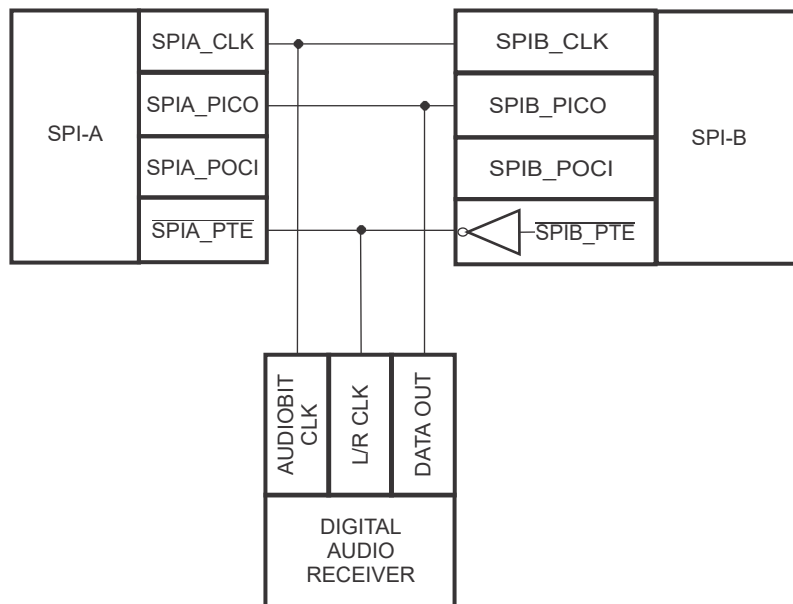 SPI-A
SPIA_CLK
SPIA_PICO
SPIA_POCI
SPIA_PTE
SPIB_CLK
SPIB_PICO
SPIB_POCI
SPIB_PTE
SPI-B
AUDIOBIT
CLK
L/R CLK
DATA OUT
DIGITAL
AUDIO
RECEIVER